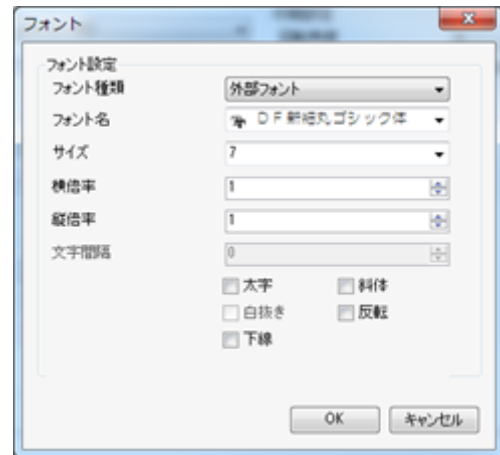 フォント
フォント設定
フォント種類 外部フォント
フォント名 DF新細丸ゴシック体
サイズ 7
横倍率 1
縦倍率 1
文字間隔 0
太字 斜体
白抜き 反転
下線
OK キャンセル